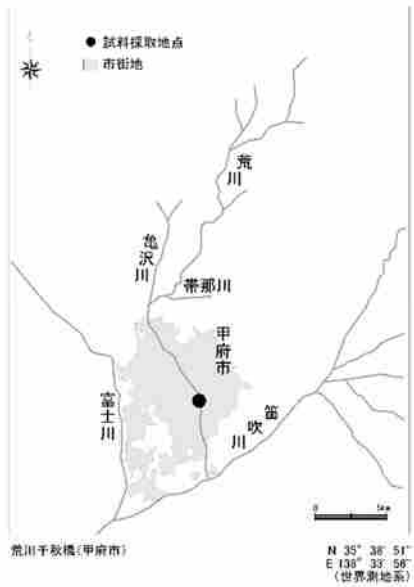 ● 試料採取地点
市街地
荒川
亀沢川
帯那川
甲府市
富士川
笛吹川
0 5km
荒川千秋橋(甲府市)
N 35° 38' 51"
E 138° 33' 56"
(世界測地系)